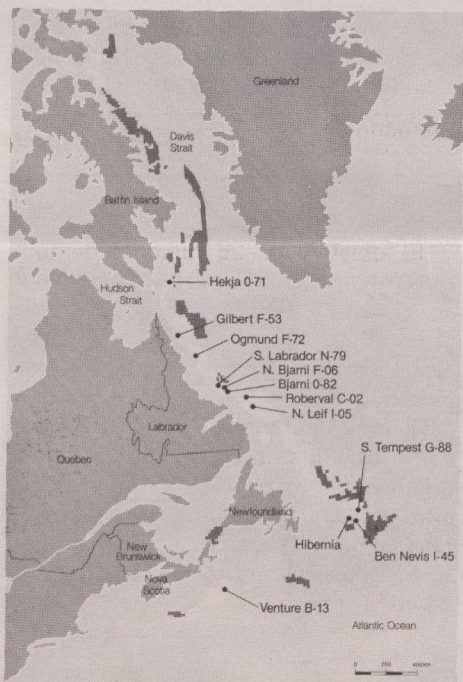 Greenland
Davis
Strait
Baffin Island
Hudson
Strait
Hekja 0-71
Gilbert F-53
Ogmund F-72
S. Labrador N-79
N. Bjarni F-06
Bjarni 0-82
Roberval C-02
N. Leif I-05
Labrador
Quebec
S. Tempest G-88
Newfoundland
Hibernia
Ben Nevis I-45
New
Brunswick
Nova
Scotia
Venture B-13
Atlantic Ocean
0